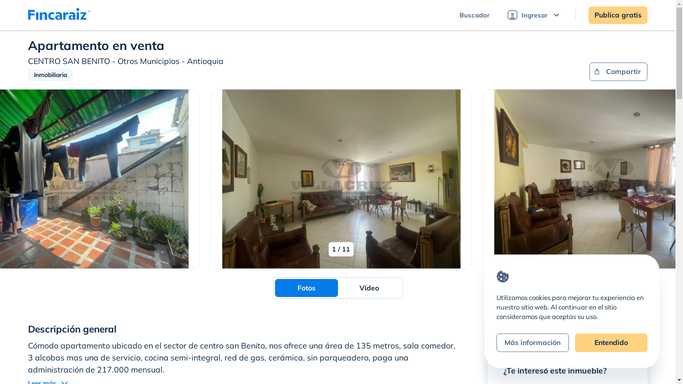 Fincaraiz
Buscador
Ingresar
Publica gratis
Apartamento en venta
CENTRO SAN BENITO - Otros Municipios - Antioquia
Inmobiliaria
Compartir
VILLACRUZ
1 / 11
Fotos
Video
Utilizamos cookies para mejorar tu experiencia en
nuestro sitio web. Al continuar en el sitio
consideramos que aceptas su uso.
Más información
Entendido
Descripción general
Cómodo apartamento ubicado en el sector de centro san Benito, nos ofrece una área de 135 metros, sala comedor,
3 alcobas mas una de servicio, cocina semi-integral, red de gas, cerámica, sin parqueadero, paga una
administración de 217.000 mensual.
Leer más
¿Te interesó este inmueble?